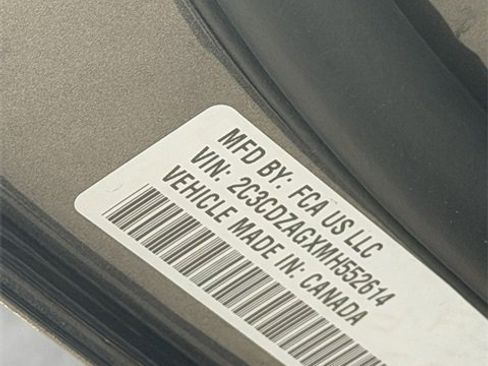 MFD BY: FCA US LLC
VIN: 2C3CDZAGXMH552614
VEHICLE MADE IN: CANADA